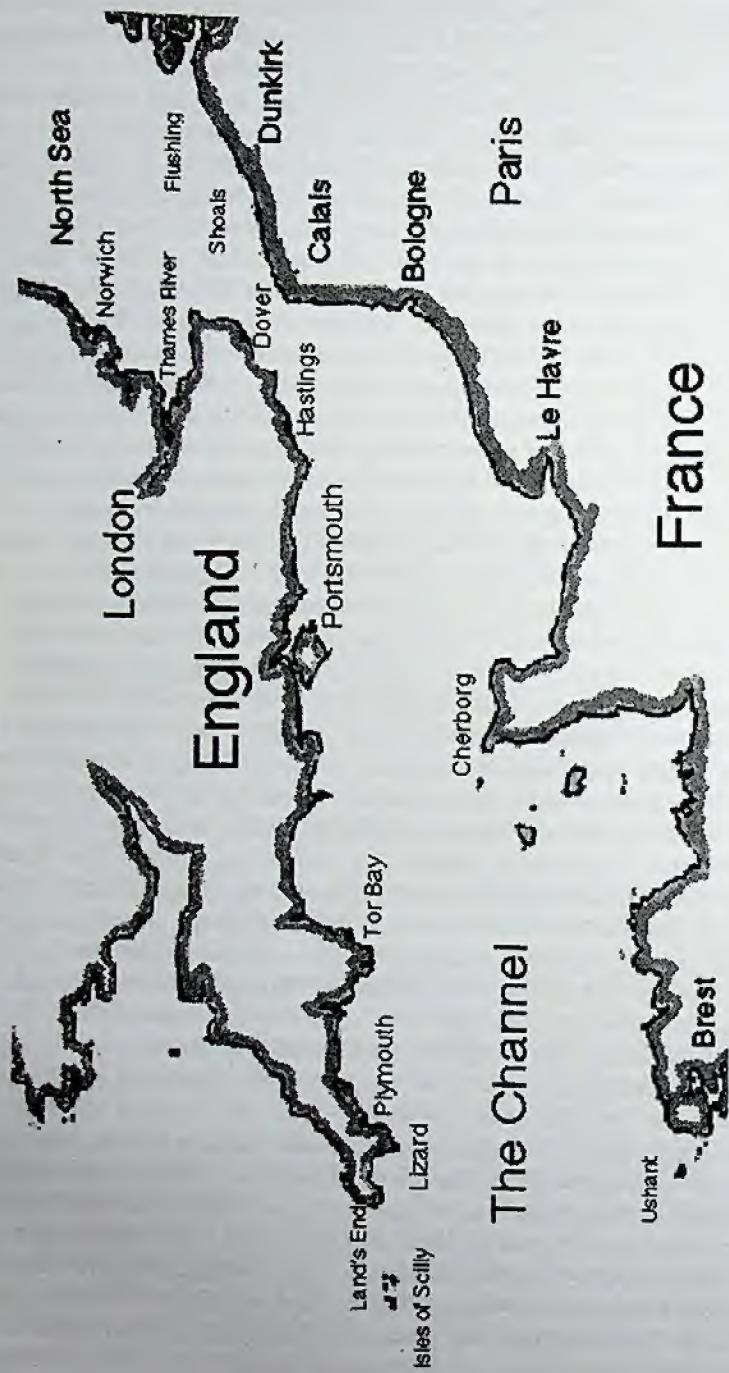 North Sea
Norwich
London
Thames River
Flushing
Shoals
England
Dover
Dunkirk
Hastings
Calais
Portsmouth
Bologne
Tor Bay
Plymouth
Land's End
Lizard
Isles of Scilly
Cherborg
Le Havre
Paris
The Channel
France
Ushant
Brest